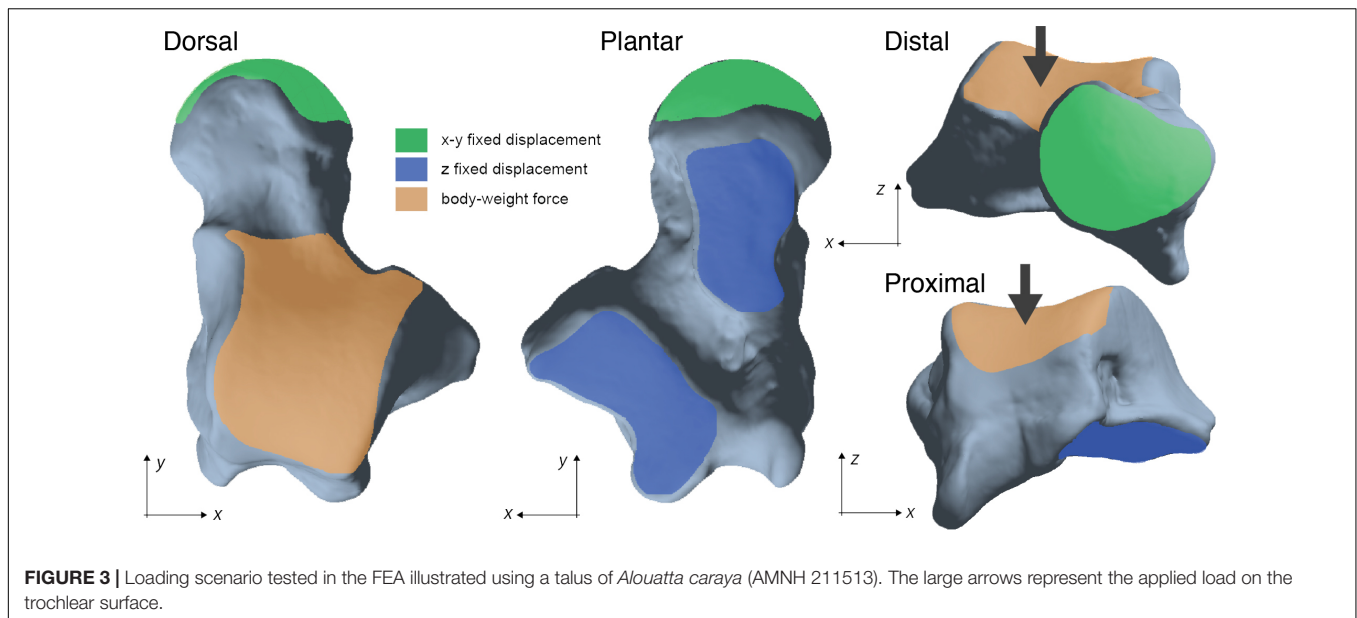 Dorsal
Plantar
Distal
x-y fixed displacement
z fixed displacement
body-weight force
z
x
Proximal
y
x
y
x
z
x
FIGURE 3 | Loading scenario tested in the FEA illustrated using a talus of Alouatta caraya (AMNH 211513). The large arrows represent the applied load on the
trochlear surface.